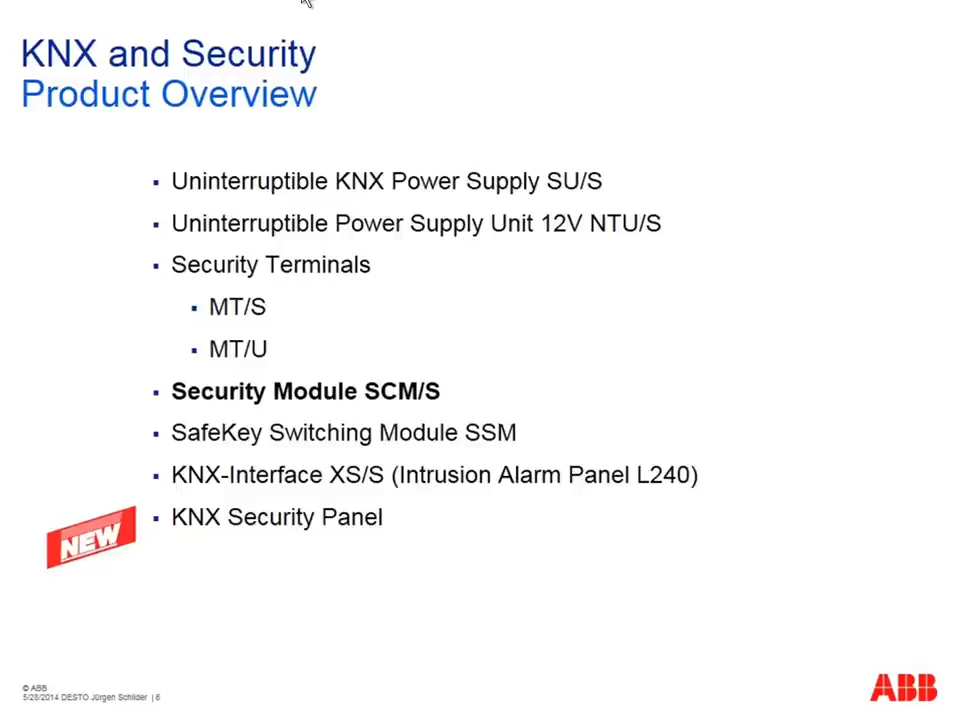 KNX and Security
Product Overview
Uninterruptible KNX Power Supply SU/S
Uninterruptible Power Supply Unit 12V NTU/S
Security Terminals
MT/S
MT/U
Security Module SCM/S
SafeKey Switching Module SSM
KNX-Interface XS/S (Intrusion Alarm Panel L240)
NEW
KNX Security Panel
© ABB
5/28/2014 DESTO Jürgen Schilder | 6
ABB